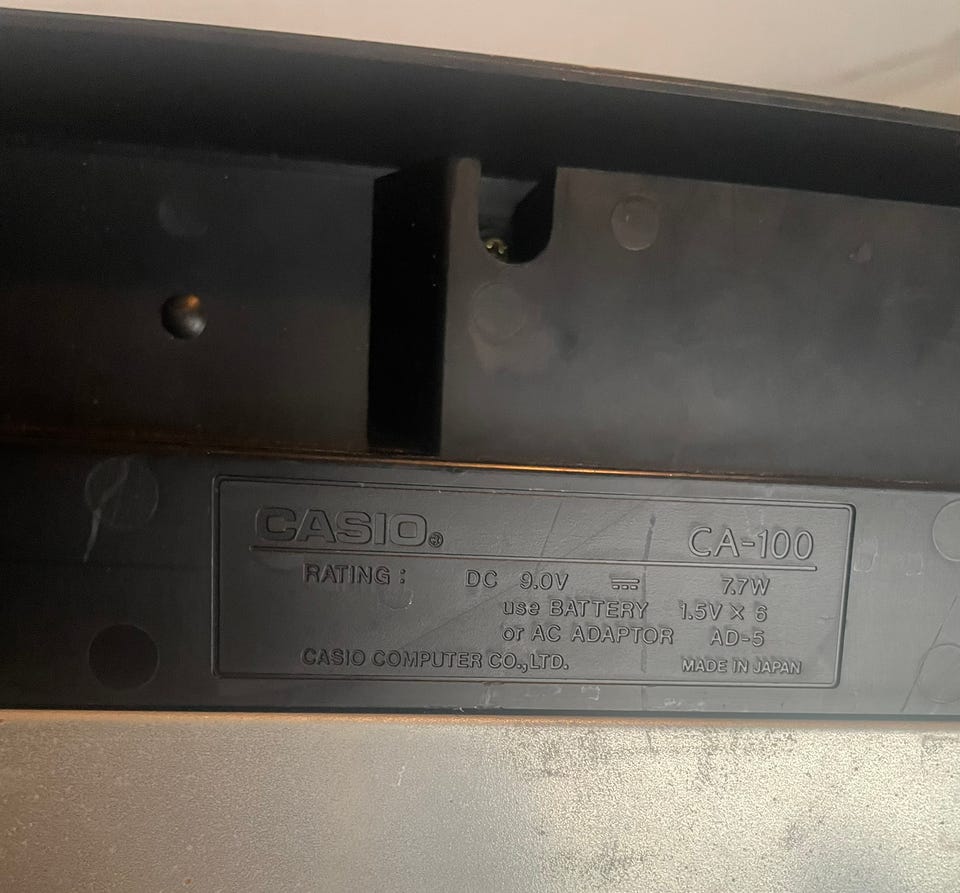 CASIO® CA-100
RATING : DC 9.0V ⎓ 7.7W
use BATTERY 1.5V X 6
or AC ADAPTOR AD-5
CASIO COMPUTER CO.,LTD. MADE IN JAPAN